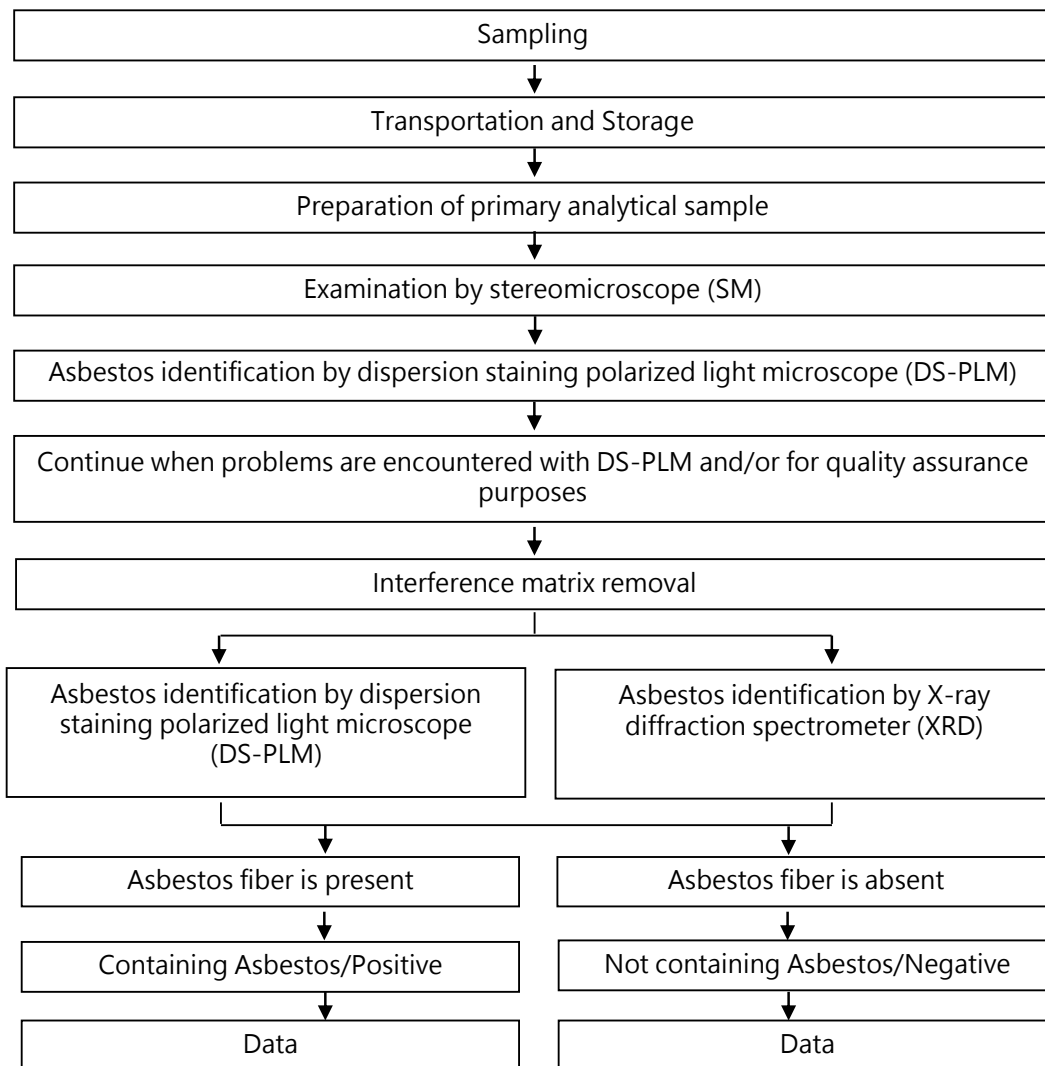 Sampling
Transportation and Storage
Preparation of primary analytical sample
Examination by stereomicroscope (SM)
Asbestos identification by dispersion staining polarized light microscope (DS-PLM)
Continue when problems are encountered with DS-PLM and/or for quality assurance
purposes
Interference matrix removal
Asbestos identification by dispersion
staining polarized light microscope
(DS-PLM)
Asbestos identification by X-ray
diffraction spectrometer (XRD)
Asbestos fiber is present
Asbestos fiber is absent
Containing Asbestos/Positive
Not containing Asbestos/Negative
Data
Data